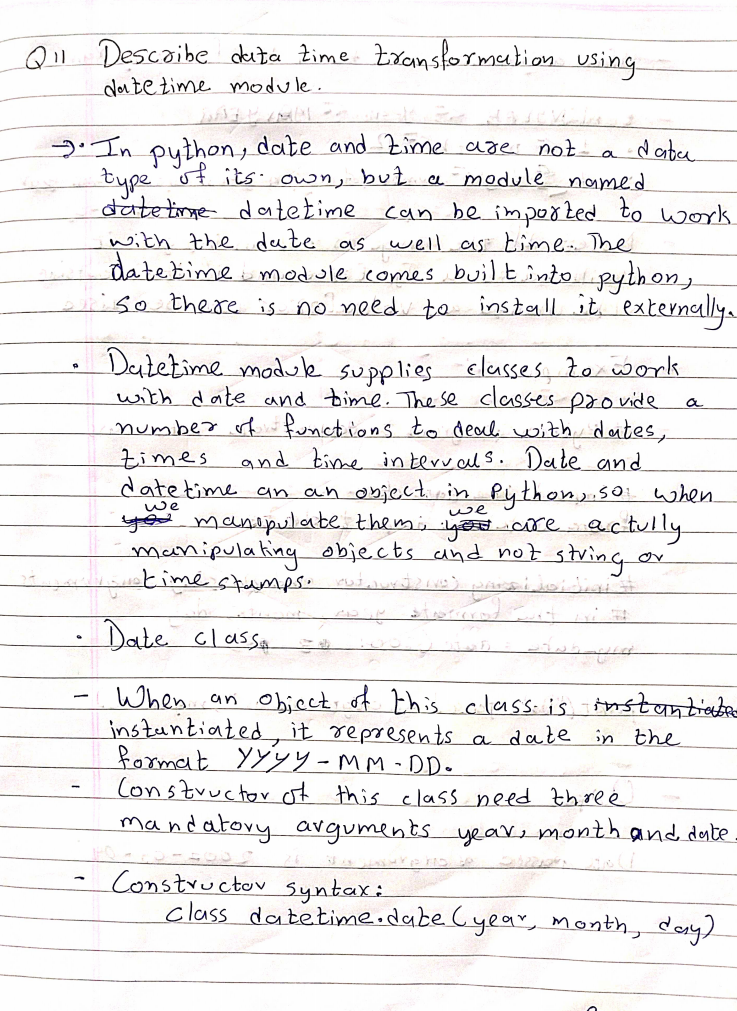 Q11 Describe data time transformation using
datetime module.
→ • In python, date and time are not a data
type of its own, but a module named
datetime datetime can be imported to work
with the date as well as time. The
datetime module comes built into python,
so there is no need to install it externally.
• Datetime module supplies classes to work
with date and time. These classes provide a
number of functions to deal with dates,
times and time intervals. Date and
datetime an an object in Python, so when
we
you manipulate them, we
you are actully
manipulating objects and not string or
time stamps.
• Date class
- When an object of this class is instantiate
instantiated, it represents a date in the
format YYYY-MM-DD.
- Constructor of this class need three
mandatory arguments year, month and date.
- Constructor syntax:
class datetime.date (year, month, day)